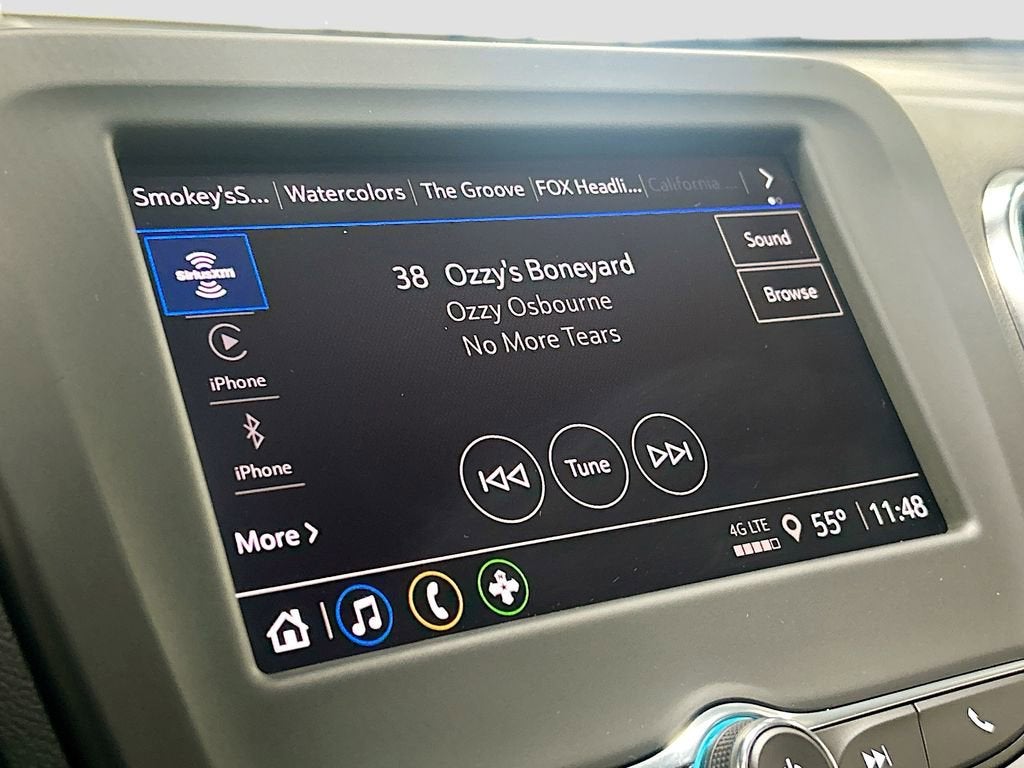 Smokey'sS... Watercolors The Groove FOX Headli... California ...
SiriusXM
38 Ozzy's Boneyard
Ozzy Osbourne
No More Tears
Sound
Browse
iPhone
iPhone
Tune
More
4G LTE
55° 11:48